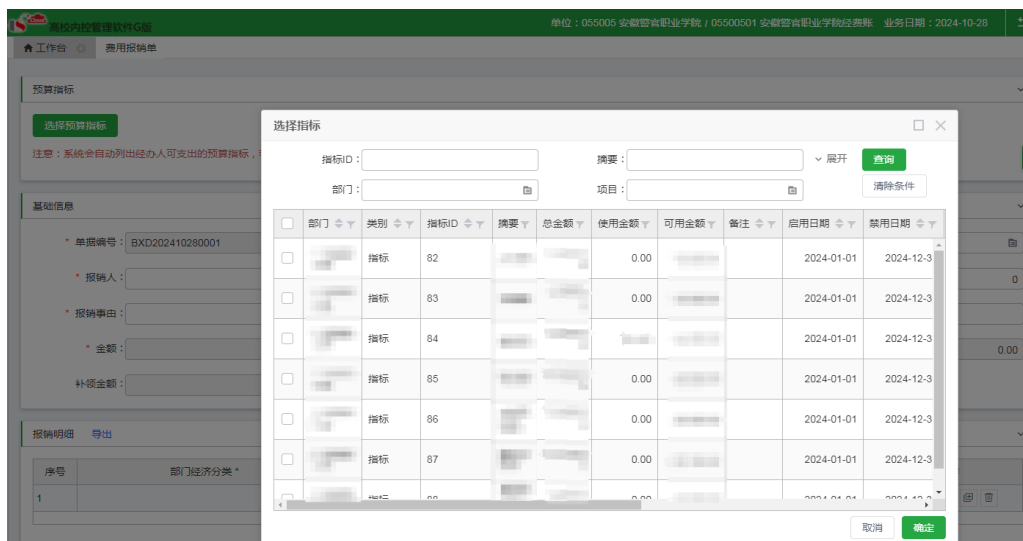 Cloud 高校内控管理软件G版 单位：055005 安徽警官职业学院 / 05500501 安徽警官职业学院经费账 业务日期：2024-10-28
工作台 费用报销单
预算指标
选择预算指标
注意：系统会自动列出经办人可支出的预算指标，
选择指标
指标ID： 摘要： 展开 查询
部门： 项目： 清除条件
基础信息
* 单据编号： BXD202410280001
* 报销人： 0
* 报销事由：
* 金额： 0.00
补领金额：
报销明细 导出
序号 部门经济分类 *
1
部门 类别 指标ID 摘要 总金额 使用金额 可用金额 备注 启用日期 禁用日期
指标 82 0.00 2024-01-01 2024-12-3
指标 83 0.00 2024-01-01 2024-12-3
指标 84 2024-01-01 2024-12-3
指标 85 0.00 2024-01-01 2024-12-3
指标 86 0.00 2024-01-01 2024-12-3
指标 87 0.00 2024-01-01 2024-12-3
取消 确定